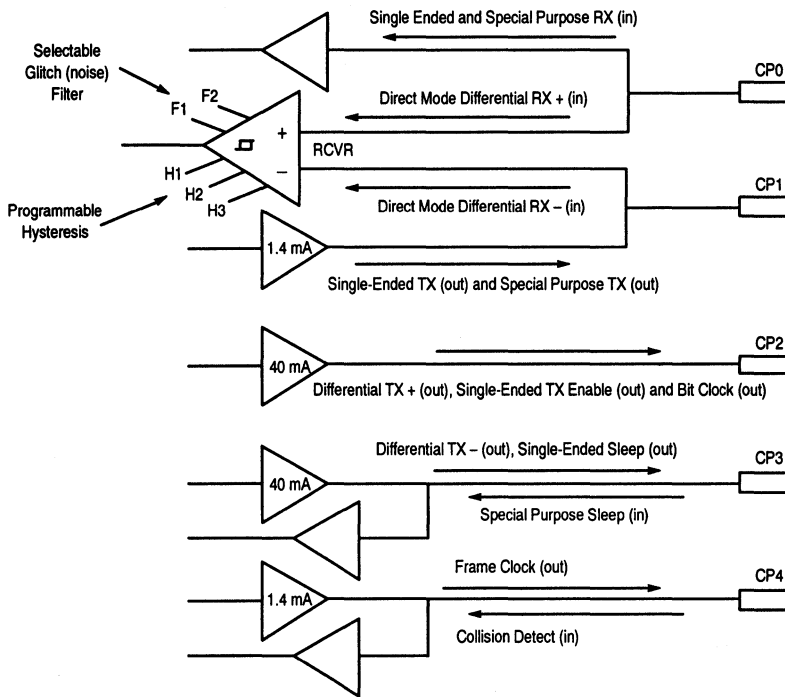 Single Ended and Special Purpose RX (in)
Selectable
Glitch (noise)
Filter
CP0
F2
F1
Direct Mode Differential RX + (in)
+
RCVR
−
H1
H2
H3
CP1
Programmable
Hysteresis
Direct Mode Differential RX – (in)
1.4 mA
Single-Ended TX (out) and Special Purpose TX (out)
CP2
40 mA
Differential TX + (out), Single-Ended TX Enable (out) and Bit Clock (out)
Differential TX – (out), Single-Ended Sleep (out)
CP3
40 mA
Special Purpose Sleep (in)
Frame Clock (out)
CP4
1.4 mA
Collision Detect (in)